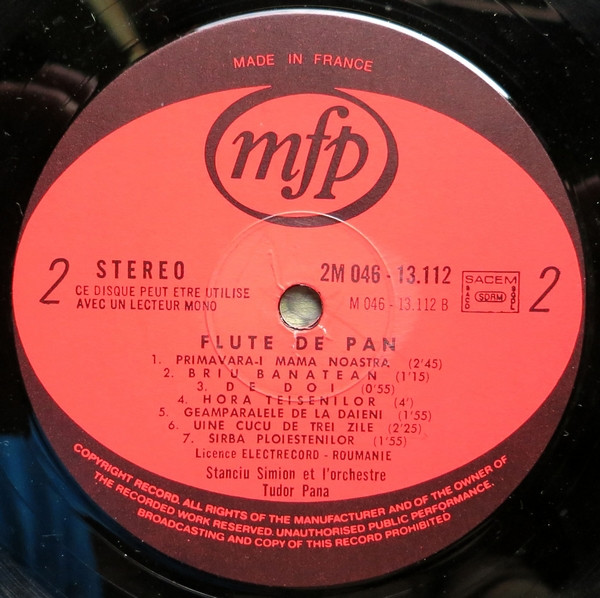 MADE IN FRANCE
mfp
2 STEREO 2M 046 - 13.112 SACEM 2
CE DISQUE PEUT ETRE UTILISE
AVEC UN LECTEUR MONO
M 046 - 13.112 B
SACD SDRM
FLUTE DE PAN
1. PRIMAVARA-I MAMA NOASTRA (2'45)
2. BRIU BANATEAN (1'15)
3. DE DOI (0'55)
4. HORA TEISENILOR (4')
5. GEAMPARALELE DE LA DAIENI (1'55)
6. UINE CUCU DE TREI ZILE (2'25)
7. SIRBA PLOIESTENILOR (1'55)
Licence ELECTRECORD - ROUMANIE
Stanciu Simion et l'orchestre
Tudor Pana
COPYRIGHT RECORD. ALL RIGHTS OF THE MANUFACTURER AND OF THE OWNER OF
THE RECORDED WORK RESERVED. UNAUTHORISED PUBLIC PERFORMANCE,
BROADCASTING AND COPY OF THIS RECORD PROHIBITED